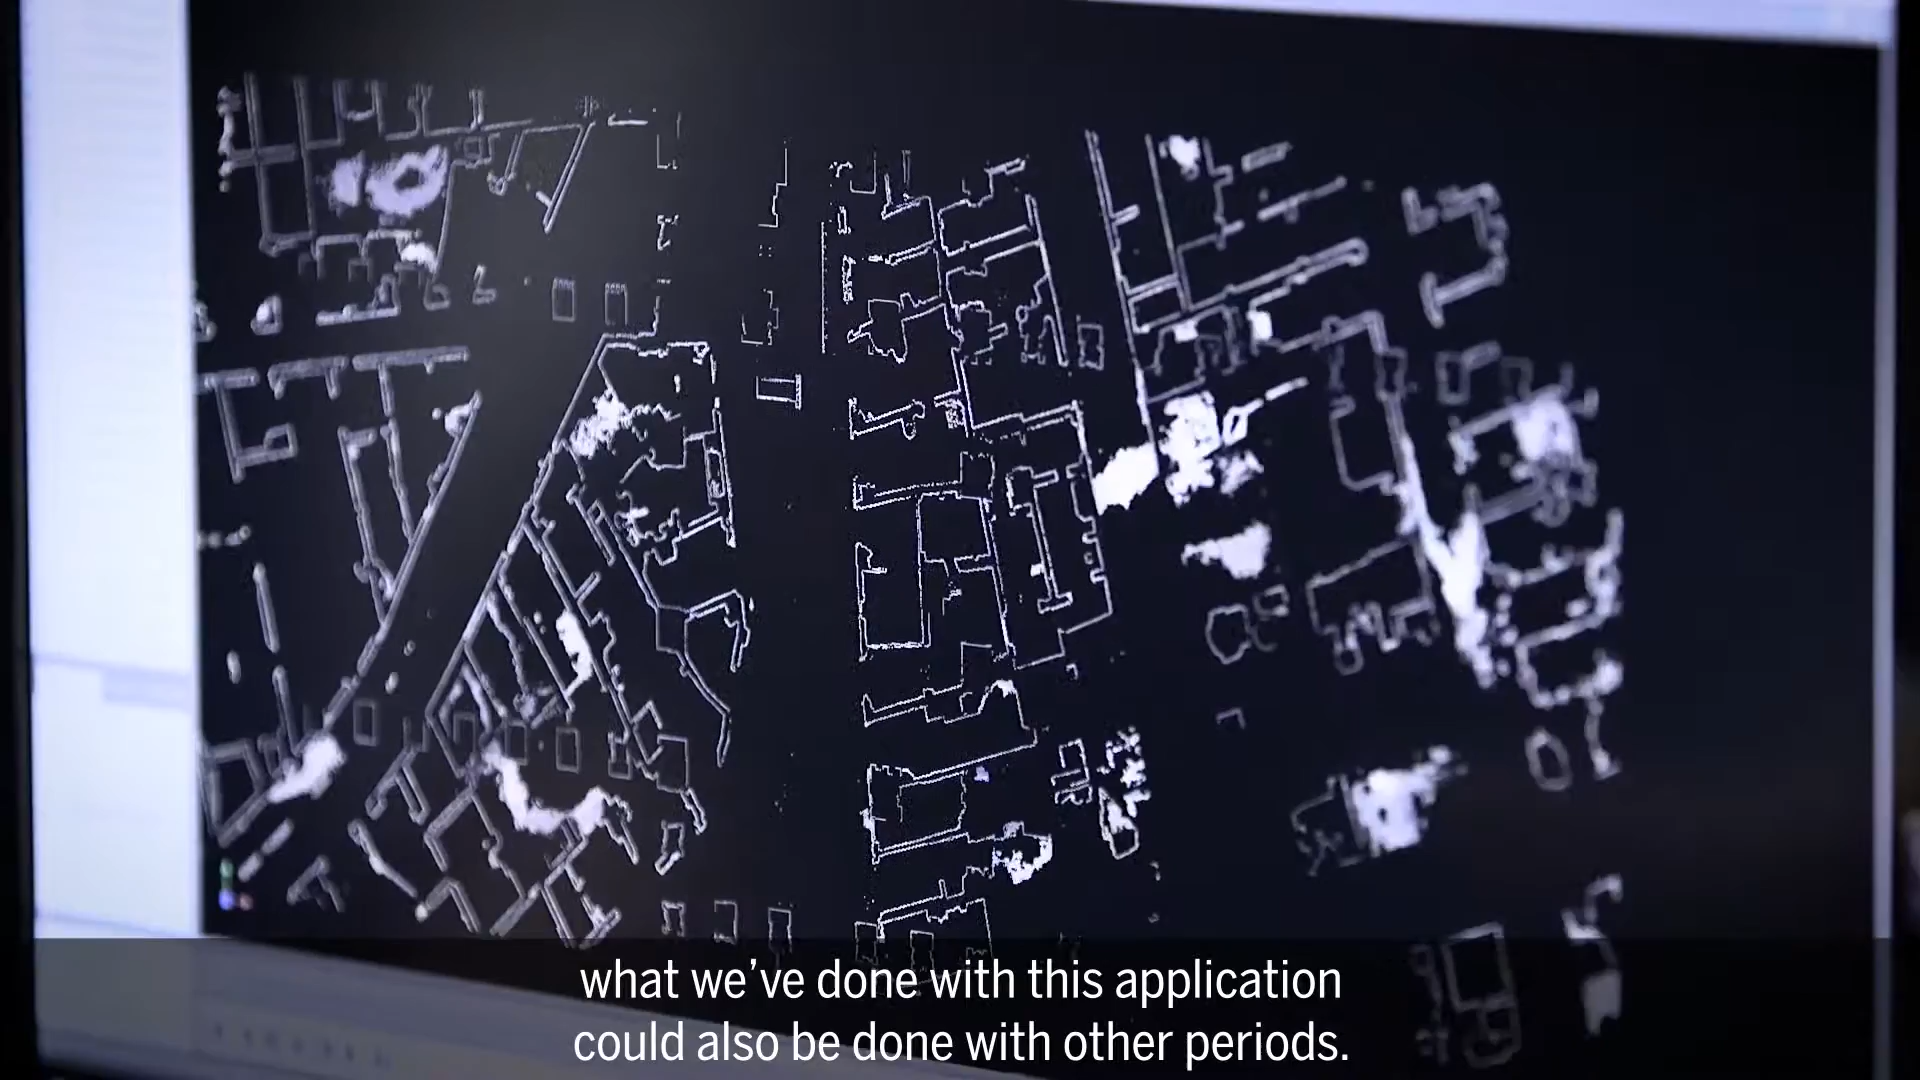 what we’ve done with this application
could also be done with other periods.